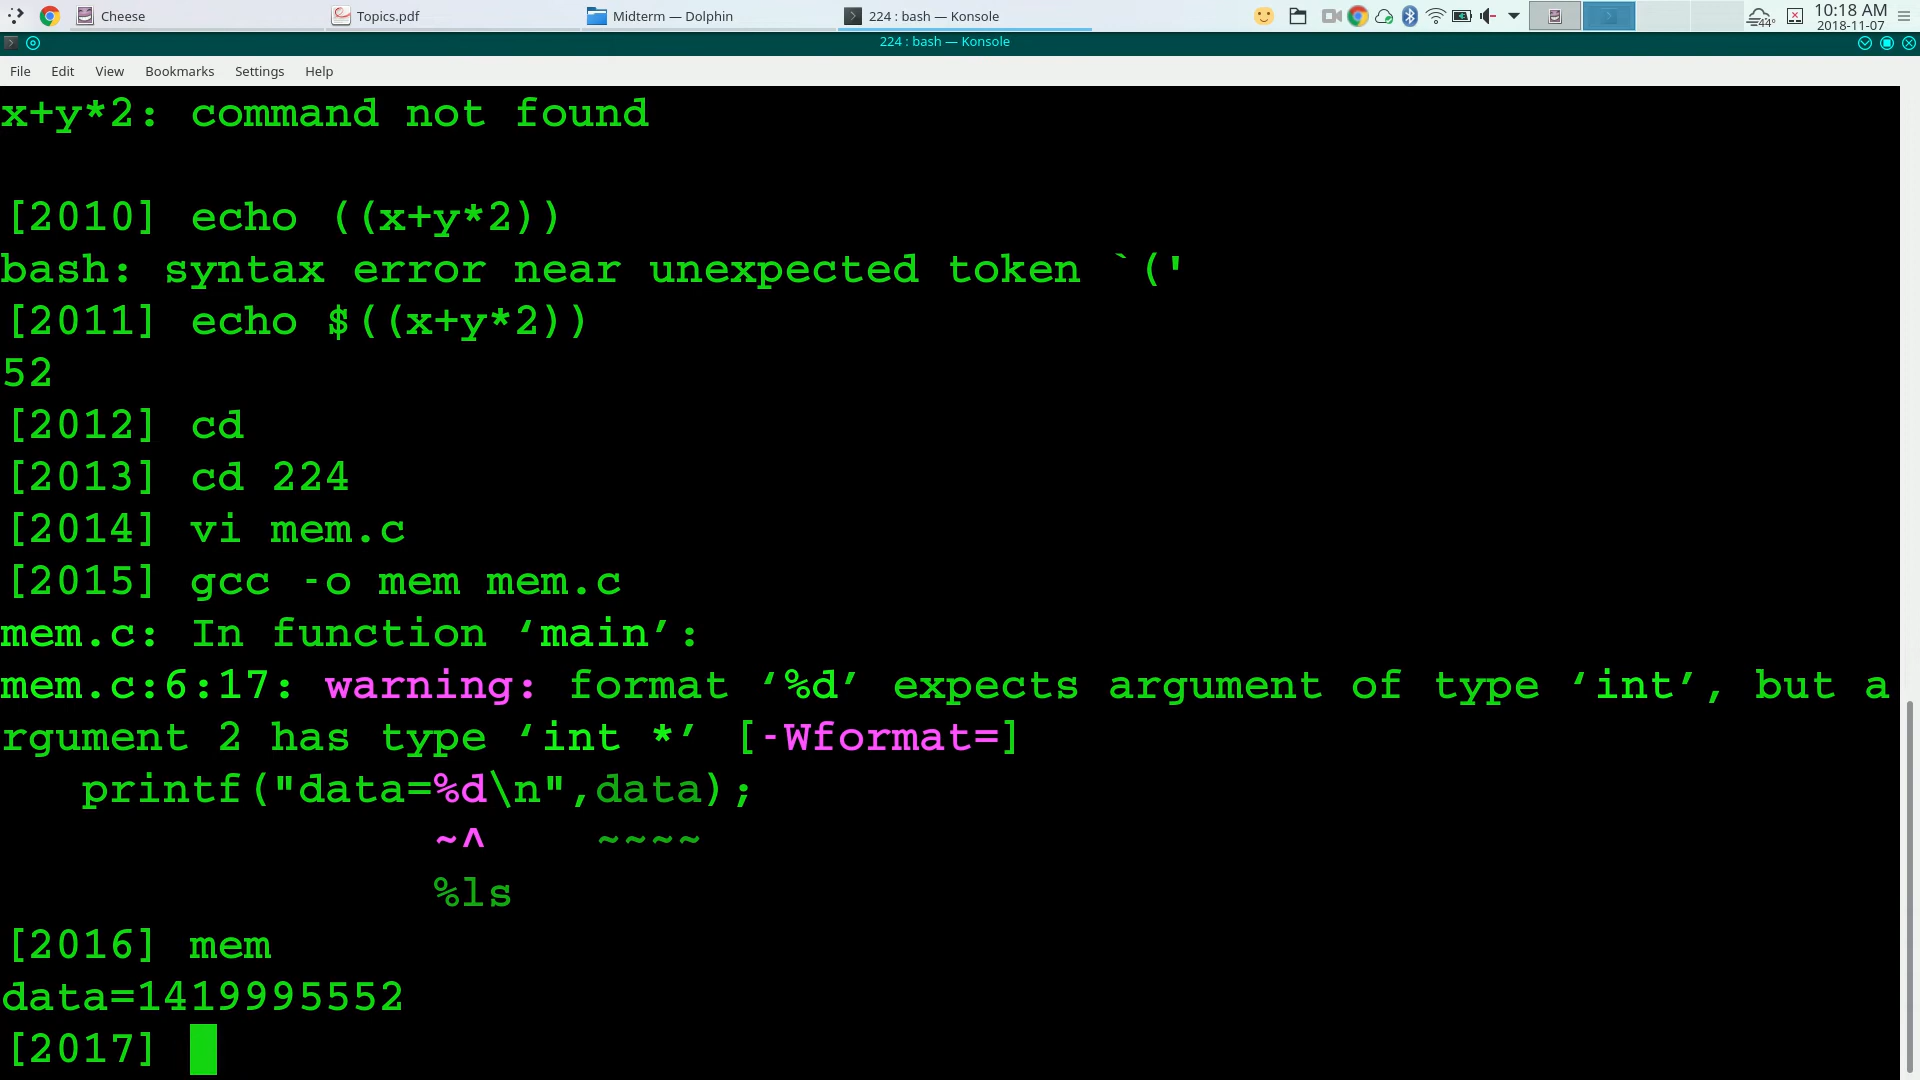 Cheese
Topics.pdf
Midterm — Dolphin
224 : bash — Konsole
44°
10:18 AM
2018-11-07
224 : bash — Konsole
File Edit View Bookmarks Settings Help
x+y*2: command not found
[2010] echo ((x+y*2))
bash: syntax error near unexpected token `('
[2011] echo $((x+y*2))
52
[2012] cd
[2013] cd 224
[2014] vi mem.c
[2015] gcc -o mem mem.c
mem.c: In function ‘main’:
mem.c:6:17: warning: format ‘%d’ expects argument of type ‘int’, but a
rgument 2 has type ‘int *’ [-Wformat=]
   printf("data=%d\n",data);
                ~^    ~~~~
                %ls
[2016] mem
data=1419995552
[2017]